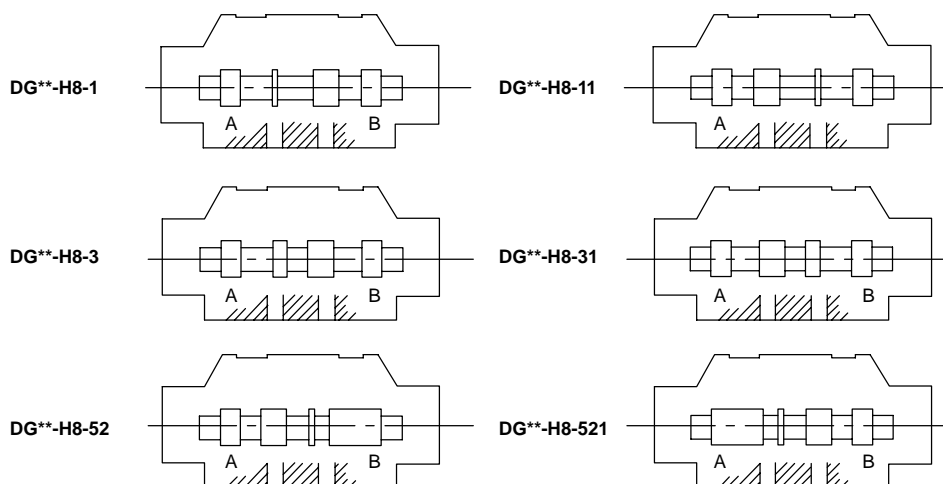 DG**-H8-1
A B
DG**-H8-11
A
DG**-H8-3
A B
DG**-H8-31
A B
DG**-H8-52
A B
DG**-H8-521
A B